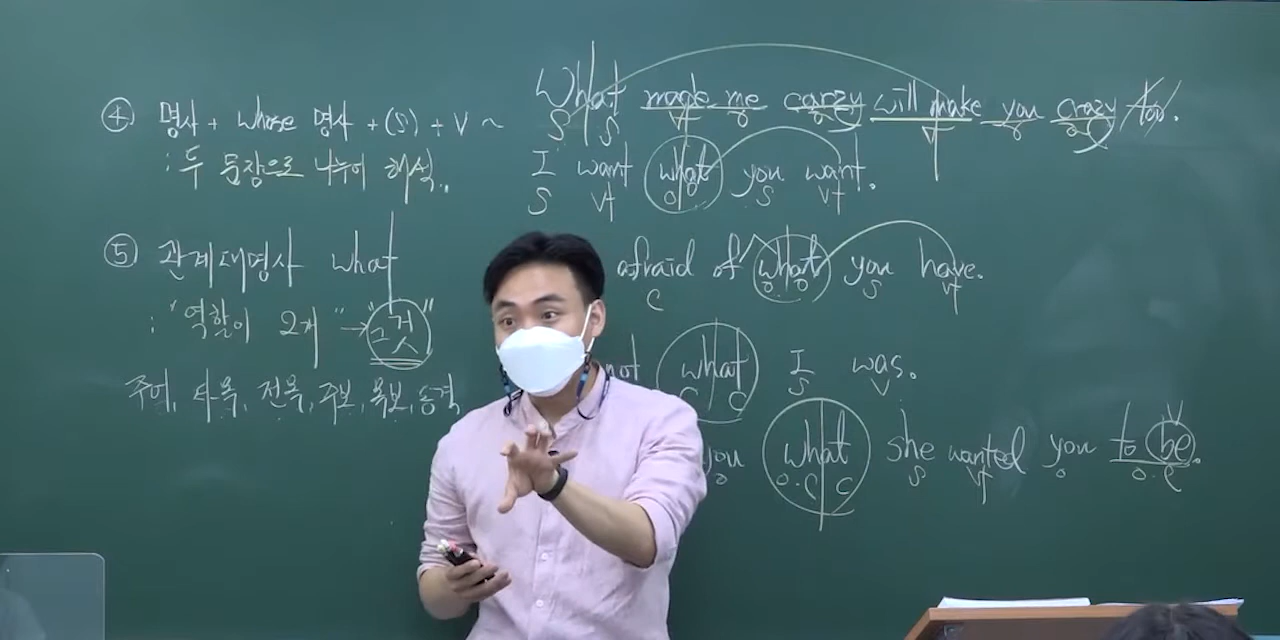 ④ 명사 + whose 명사 + (S) + V ~
: 두 문장으로 나누어 해석..
⑤ 관계대명사 what
: "역할이 2개" → "그것"
주어, 타목, 전목, 주보, 목보, 동격
What made me carzy will make you crazy too.
S S V O O.C V O O.C
I want what you want.
S Vt O O S Vt
afraid of what you have.
C O O S Vt
not what I was.
C C S V
you what she wanted you to be.
O O.C C S Vt O O.C V